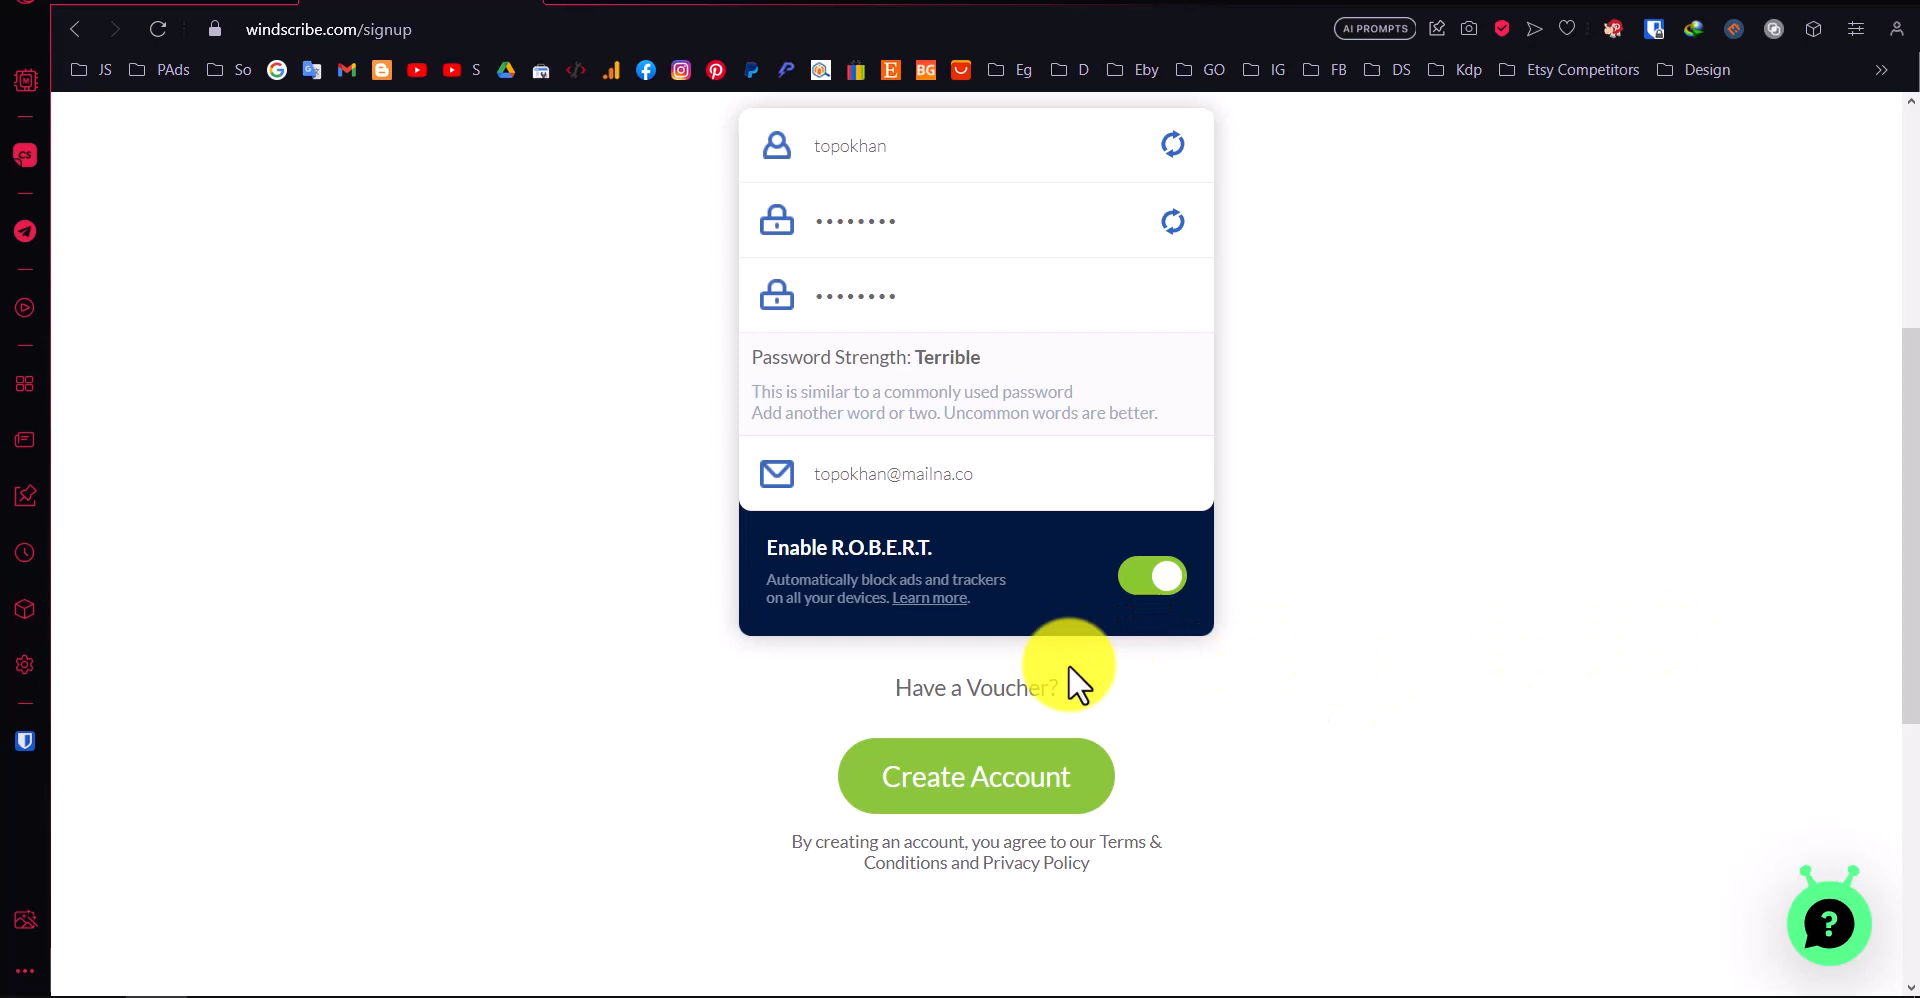 windscribe.com/signup
AI PROMPTS
JS PAds So S Eg D Eby GO IG FB DS Kdp Etsy Competitors Design
topokhan
Password Strength: Terrible
This is similar to a commonly used password
Add another word or two. Uncommon words are better.
topokhan@mailna.co
Enable R.O.B.E.R.T.
Automatically block ads and trackers
on all your devices. Learn more.
Have a Voucher?
Create Account
By creating an account, you agree to our Terms &
Conditions and Privacy Policy